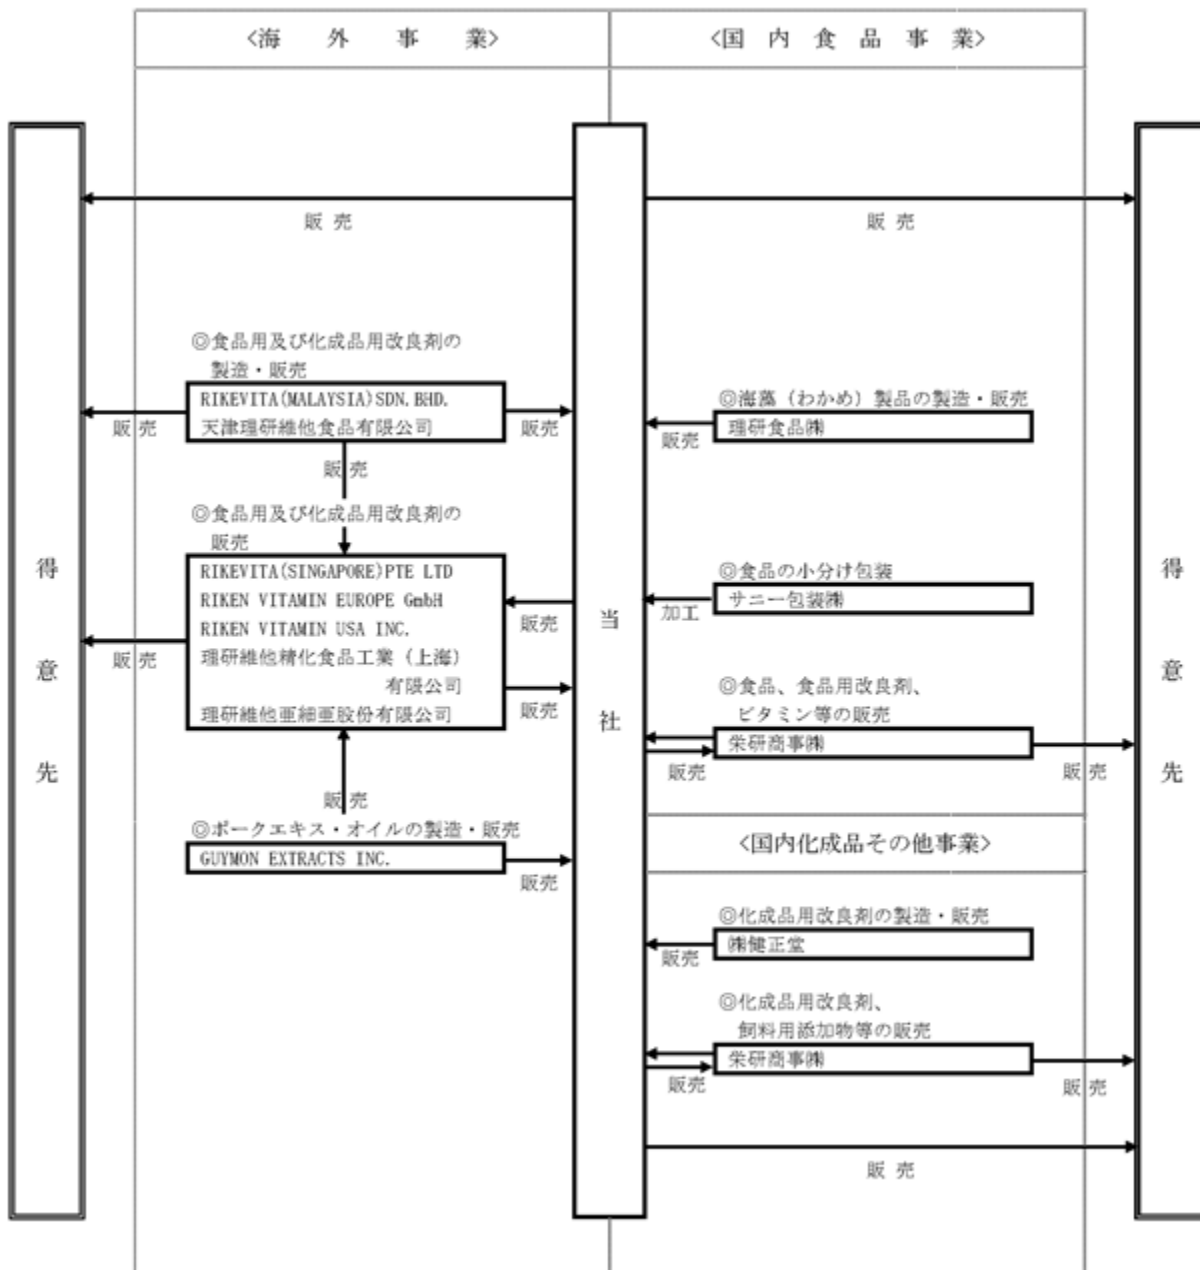 <海外事業>
<国内食品事業>
販売
販売
◎食品用及び化成品用改良剤の
製造・販売
RIKEVITA(MALAYSIA)SDN.BHD.
天津理研維他食品有限公司
販売
販売
販売
◎食品用及び化成品用改良剤の
販売
RIKEVITA(SINGAPORE)PTE LTD
RIKEN VITAMIN EUROPE GmbH
RIKEN VITAMIN USA INC.
理研維他精化食品工業(上海)
有限公司
理研維他亜細亜股份有限公司
販売
販売
販売
販売
◎ポークエキス・オイルの製造・販売
GUYMON EXTRACTS INC.
販売
得意先
当社
◎海藻(わかめ)製品の製造・販売
理研食品㈱
販売
◎食品の小分け包装
サニー包装㈱
加工
◎食品、食品用改良剤、
ビタミン等の販売
栄研商事㈱
販売
販売
<国内化成品その他事業>
◎化成品用改良剤の製造・販売
㈱健正堂
販売
◎化成品用改良剤、
飼料用添加物等の販売
栄研商事㈱
販売
販売
販売
得意先